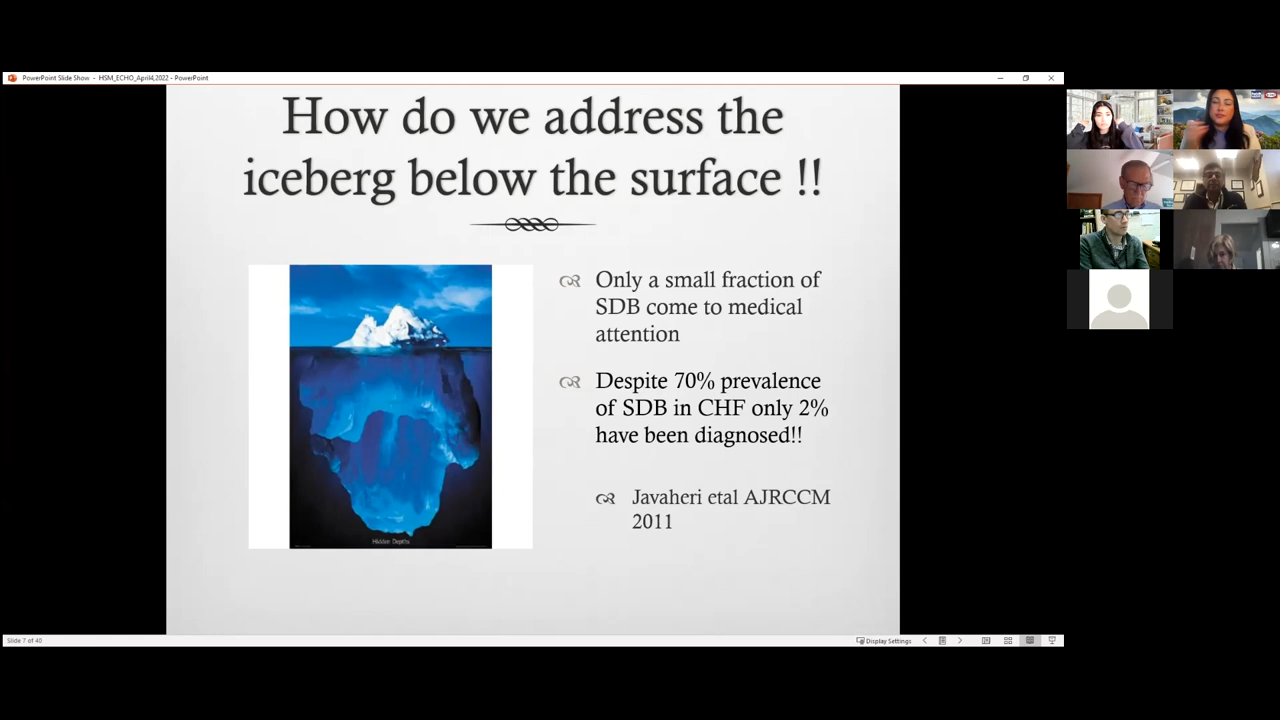 PowerPoint Slide Show - HSM_ECHO_April4,2022 - PowerPoint
How do we address the
iceberg below the surface !!
Only a small fraction of
SDB come to medical
attention
Despite 70% prevalence
of SDB in CHF only 2%
have been diagnosed!!
Javaheri etal AJRCCM
2011
Hidden Depths
Slide 7 of 40
Display Settings